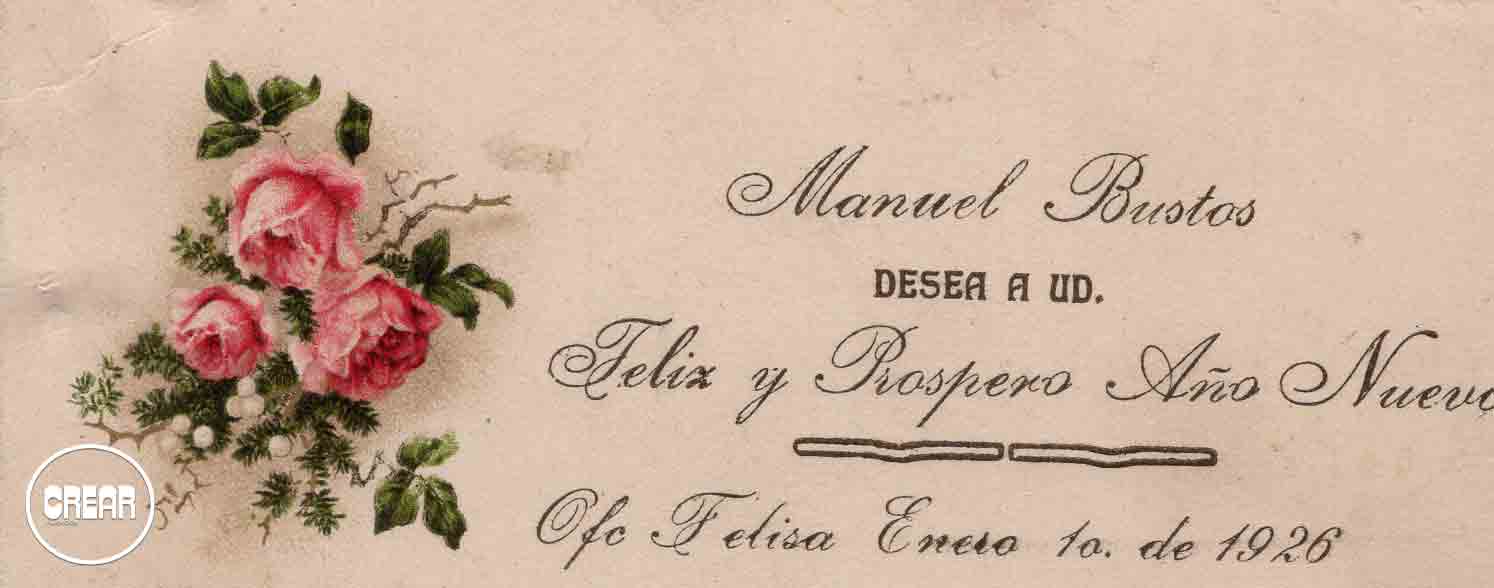 Manuel Bustos
DESEA A UD.
Feliz y Prospero Año Nuevo
Ofc Felisa Enero 1o. de 1926
CREAR